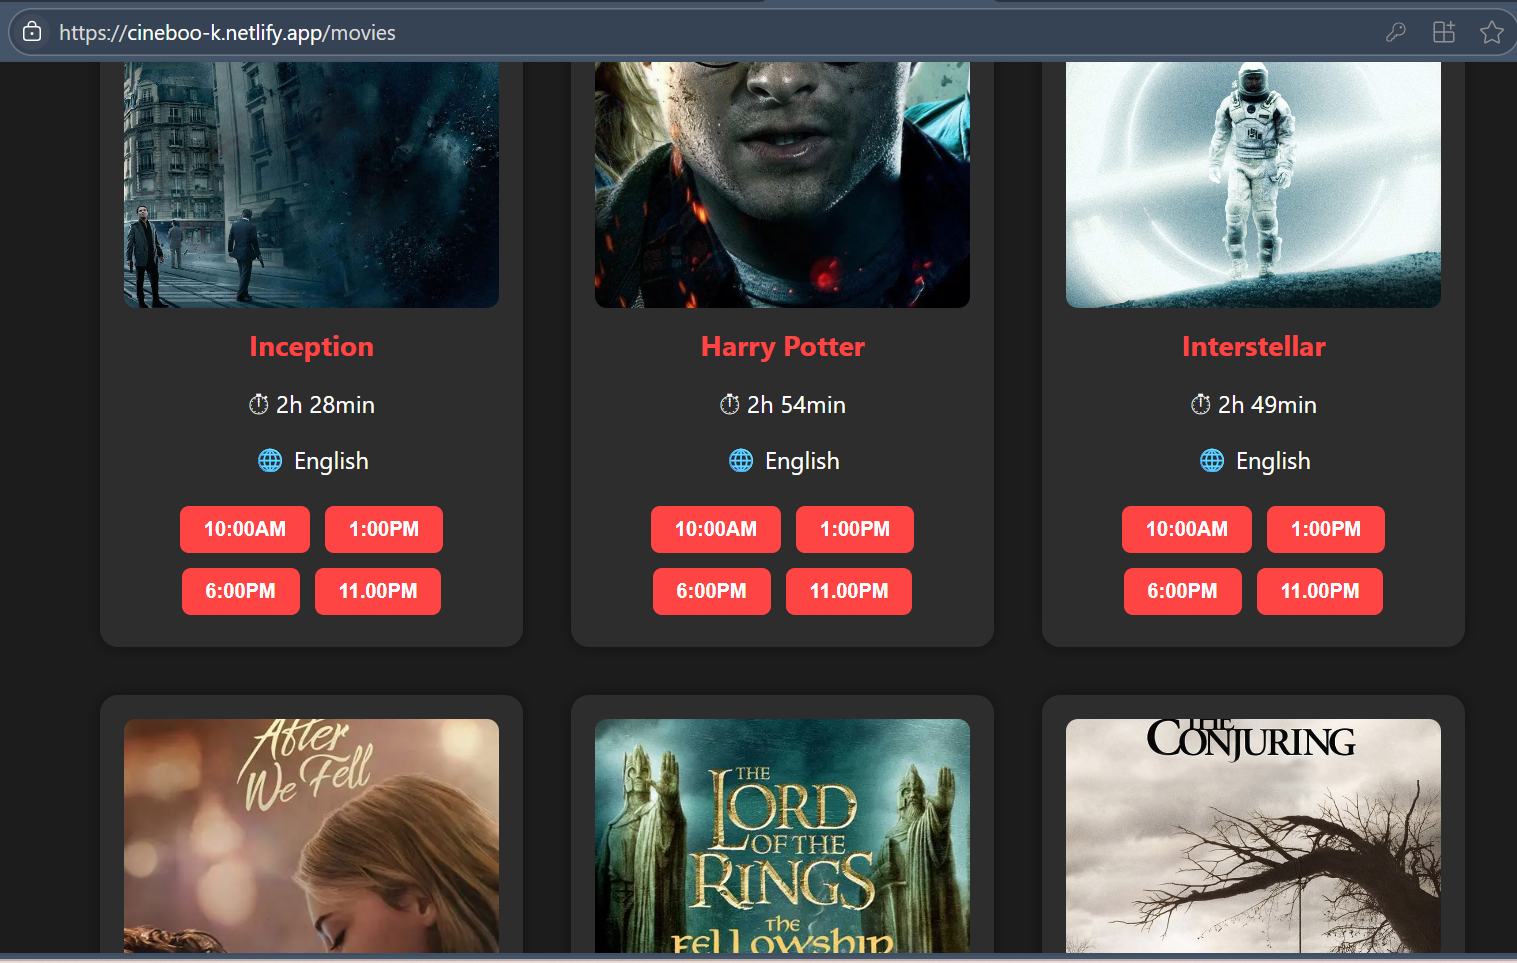 https://cineboo-k.netlify.app/movies
Inception
Harry Potter
Interstellar
2h 28min
2h 54min
2h 49min
English
English
English
10:00AM 1:00PM
10:00AM 1:00PM
10:00AM 1:00PM
6:00PM 11.00PM
6:00PM 11.00PM
6:00PM 11.00PM
After
We Fell
THE
LORD
OF THE
RINGS
THE
FELLOWSHIP
THE
CONJURING